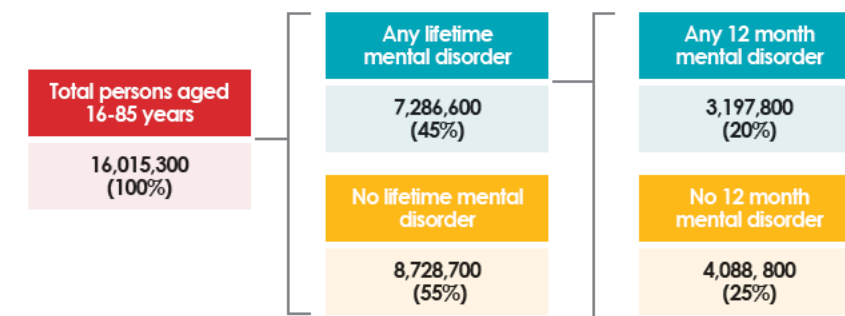 Total persons aged
16-85 years
16,015,300
(100%)
Any lifetime
mental disorder
7,286,600
(45%)
No lifetime mental
disorder
8,728,700
(55%)
Any 12 month
mental disorder
3,197,800
(20%)
No 12 month
mental disorder
4,088, 800
(25%)